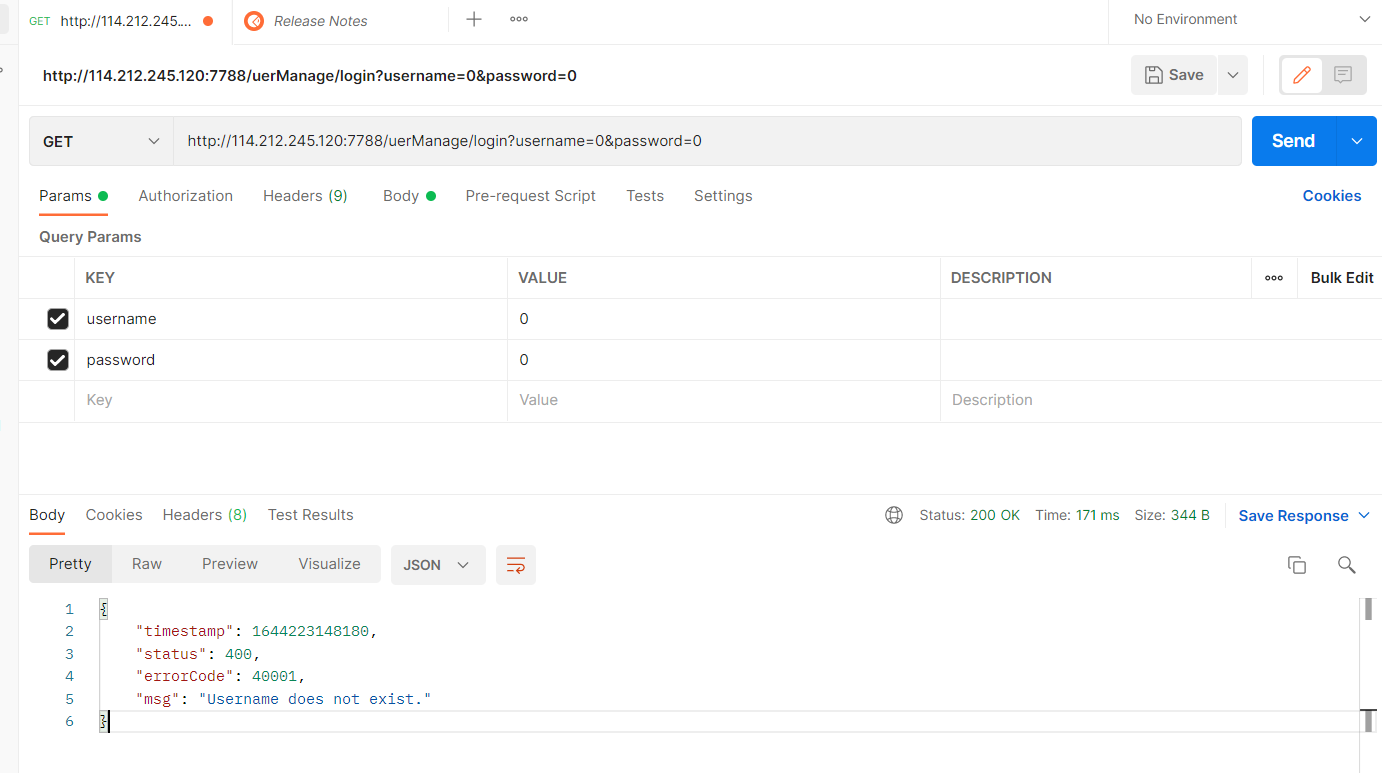 GET http://114.212.245.... Release Notes No Environment
http://114.212.245.120:7788/uerManage/login?username=0&password=0 Save
GET http://114.212.245.120:7788/uerManage/login?username=0&password=0 Send
Params Authorization Headers (9) Body Pre-request Script Tests Settings Cookies
Query Params
KEY VALUE DESCRIPTION Bulk Edit
username 0
password 0
Key Value Description
Body Cookies Headers (8) Test Results Status: 200 OK Time: 171 ms Size: 344 B Save Response
Pretty Raw Preview Visualize JSON
1 {
2 "timestamp": 1644223148180,
3 "status": 400,
4 "errorCode": 40001,
5 "msg": "Username does not exist."
6 }